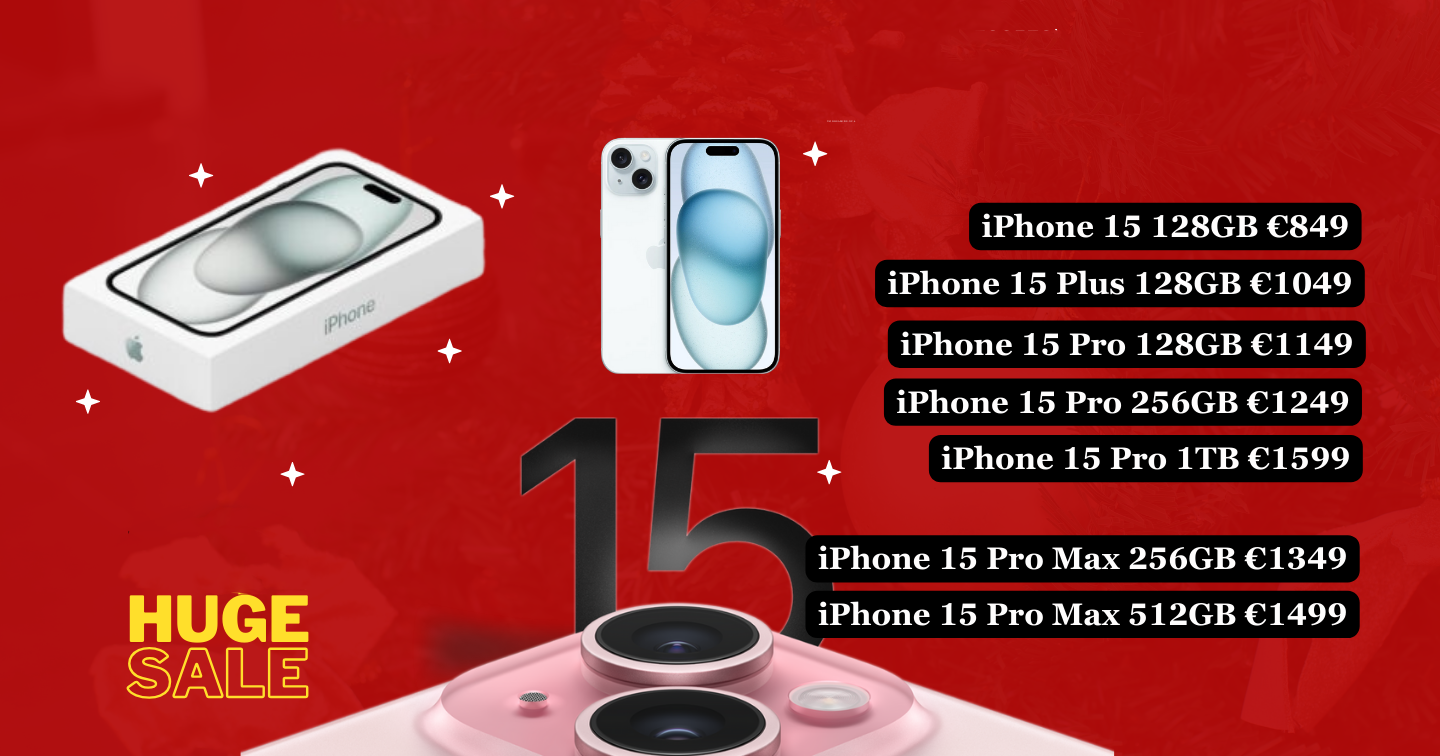 iPhone
15
iPhone 15 128GB €849
iPhone 15 Plus 128GB €1049
iPhone 15 Pro 128GB €1149
iPhone 15 Pro 256GB €1249
iPhone 15 Pro 1TB €1599
iPhone 15 Pro Max 256GB €1349
iPhone 15 Pro Max 512GB €1499
HUGE
SALE